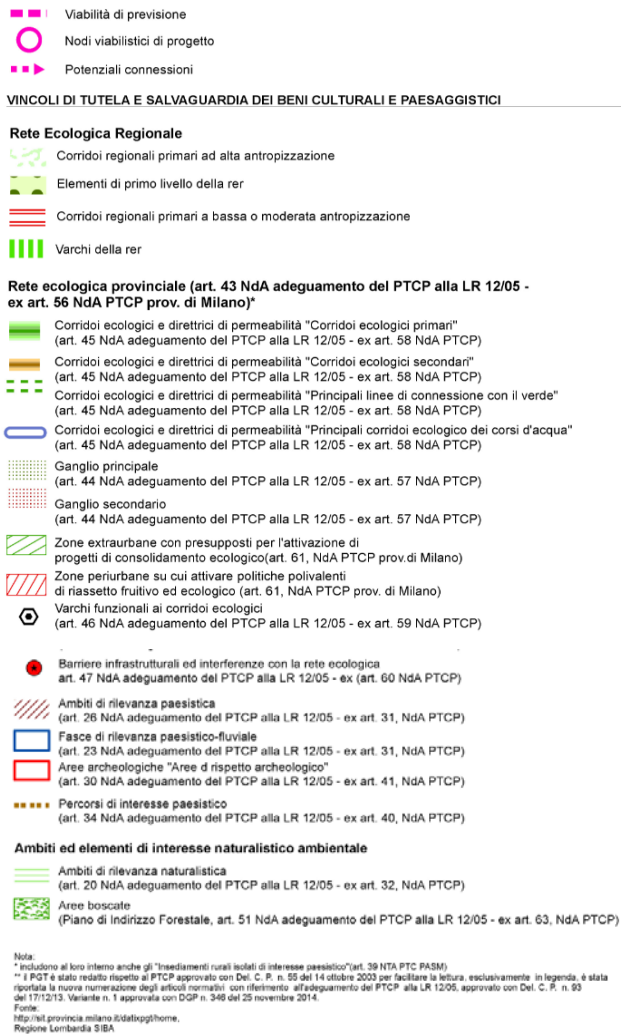 Viabilità di previsione
Nodi viabilistici di progetto
Potenziali connessioni
VINCOLI DI TUTELA E SALVAGUARDIA DEI BENI CULTURALI E PAESAGGISTICI
Rete Ecologica Regionale
Corridoi regionali primari ad alta antropizzazione
Elementi di primo livello della rer
Corridoi regionali primari a bassa o moderata antropizzazione
Varchi della rer
Rete ecologica provinciale (art. 43 NdA adeguamento del PTCP alla LR 12/05 -
ex art. 56 NdA PTCP prov. di Milano)*
Corridoi ecologici e direttrici di permeabilità "Corridoi ecologici primari"
(art. 45 NdA adeguamento del PTCP alla LR 12/05 - ex art. 58 NdA PTCP)
Corridoi ecologici e direttrici di permeabilità "Corridoi ecologici secondari"
(art. 45 NdA adeguamento del PTCP alla LR 12/05 - ex art. 58 NdA PTCP)
Corridoi ecologici e direttrici di permeabilità "Principali linee di connessione con il verde"
(art. 45 NdA adeguamento del PTCP alla LR 12/05 - ex art. 58 NdA PTCP)
Corridoi ecologici e direttrici di permeabilità "Principali corridoi ecologico dei corsi d'acqua"
(art. 45 NdA adeguamento del PTCP alla LR 12/05 - ex art. 58 NdA PTCP)
Ganglio principale
(art. 44 NdA adeguamento del PTCP alla LR 12/05 - ex art. 57 NdA PTCP)
Ganglio secondario
(art. 44 NdA adeguamento del PTCP alla LR 12/05 - ex art. 57 NdA PTCP)
Zone extraurbane con presupposti per l'attivazione di
progetti di consolidamento ecologico(art. 61, NdA PTCP prov.di Milano)
Zone periurbane su cui attivare politiche polivalenti
di riassetto fruitivo ed ecologico (art. 61, NdA PTCP prov. di Milano)
Varchi funzionali ai corridoi ecologici
(art. 46 NdA adeguamento del PTCP alla LR 12/05 - ex art. 59 NdA PTCP)
Barriere infrastrutturali ed interferenze con la rete ecologica
art. 47 NdA adeguamento del PTCP alla LR 12/05 - ex (art. 60 NdA PTCP)
Ambiti di rilevanza paesistica
(art. 26 NdA adeguamento del PTCP alla LR 12/05 - ex art. 31, NdA PTCP)
Fasce di rilevanza paesistico-fluviale
(art. 23 NdA adeguamento del PTCP alla LR 12/05 - ex art. 31, NdA PTCP)
Aree archeologiche "Aree d rispetto archeologico"
(art. 30 NdA adeguamento del PTCP alla LR 12/05 - ex art. 41, NdA PTCP)
Percorsi di interesse paesistico
(art. 34 NdA adeguamento del PTCP alla LR 12/05 - ex art. 40, NdA PTCP)
Ambiti ed elementi di interesse naturalistico ambientale
Ambiti di rilevanza naturalistica
(art. 20 NdA adeguamento del PTCP alla LR 12/05 - ex art. 32, NdA PTCP)
Aree boscate
(Piano di Indirizzo Forestale, art. 51 NdA adeguamento del PTCP alla LR 12/05 - ex art. 63, NdA PTCP)
Nota:
* includono al loro interno anche gli "Insediamenti rurali isolati di interesse paesistico"(art. 39 NTA PTC PASM)
** il PGT è stato redatto rispetto al PTCP approvato con Del. C. P. n. 55 del 14 ottobre 2003 per facilitare la lettura, esclusivamente in legenda, è stata
riportata la nuova numerazione degli articoli normativi con riferimento all'adeguamento del PTCP alla LR 12/05, approvato con Del. C. P. n. 93
del 17/12/13. Variante n. 1 approvata con DGP n. 346 del 25 novembre 2014.
Fonte:
http://sit.provincia.milano.it/datixpgt/home,
Regione Lombardia SIBA